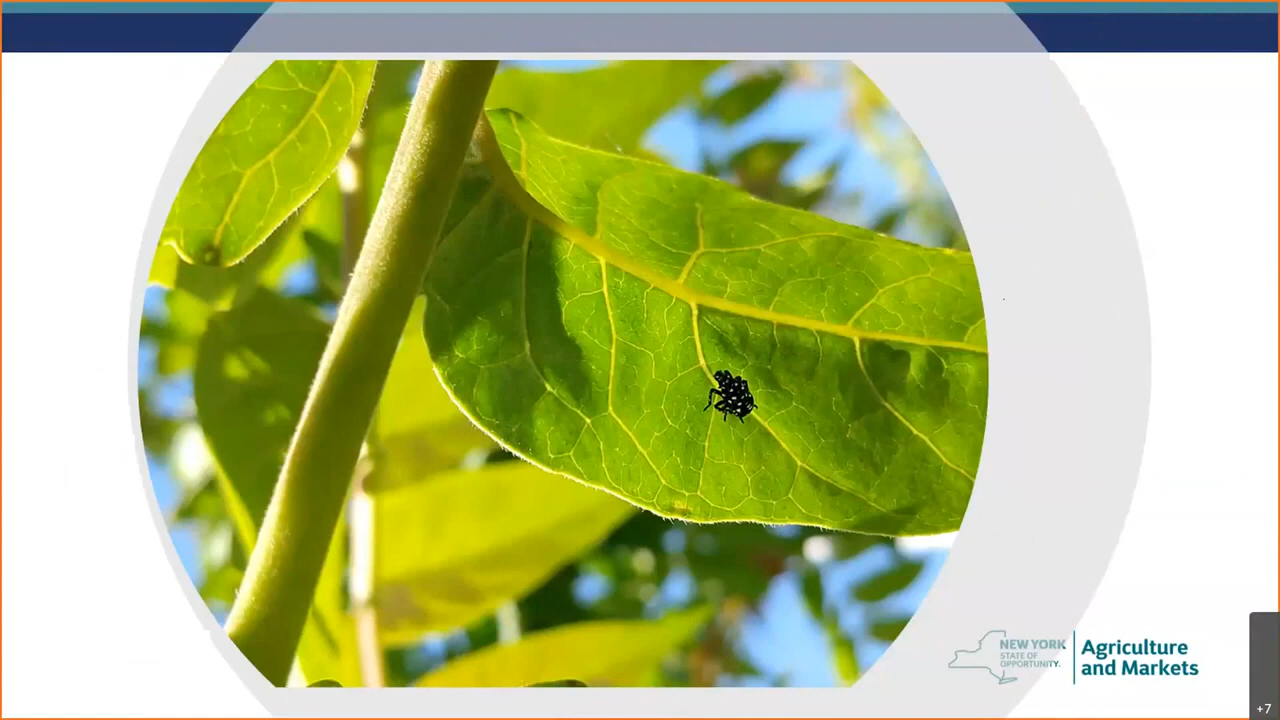 NEW YORK
STATE OF
OPPORTUNITY.
Agriculture
and Markets
+7